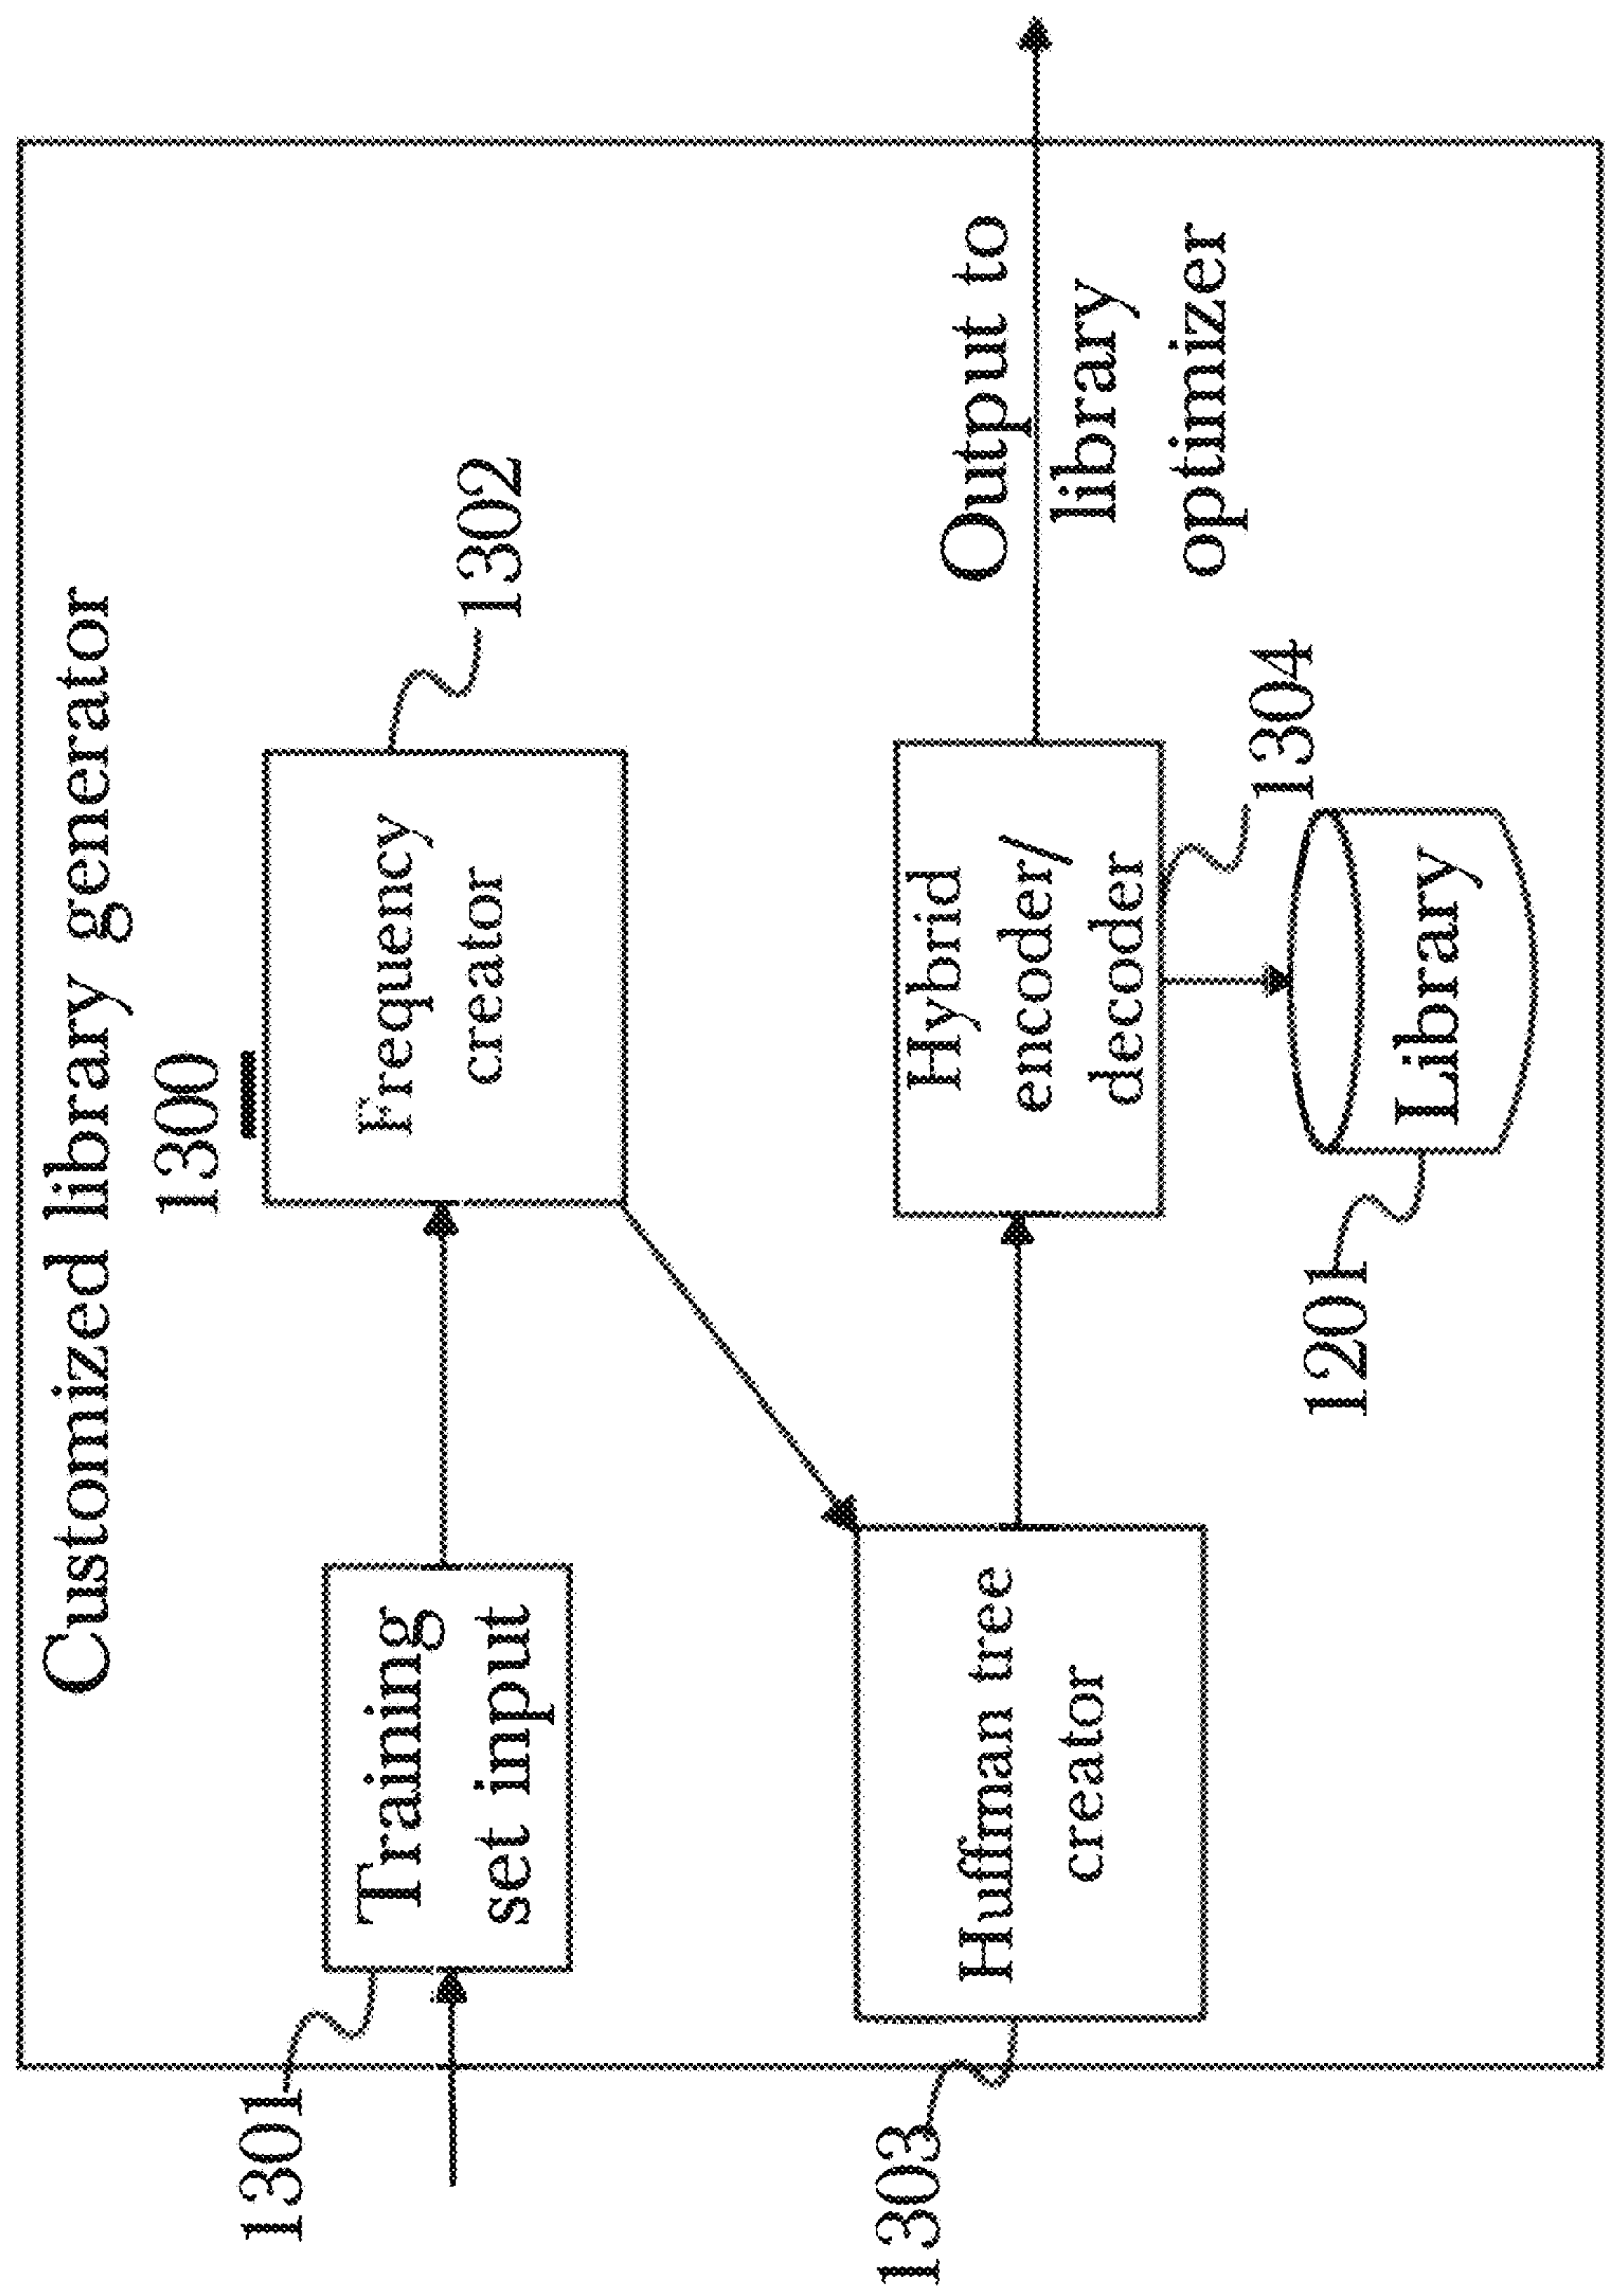 Customized library generator
1300
1301
Training
set input
Frequency
creator
1302
1303
Huffman tree
creator
Hybrid
encoder/
decoder
1304
Output to
library
optimizer
1201
Library